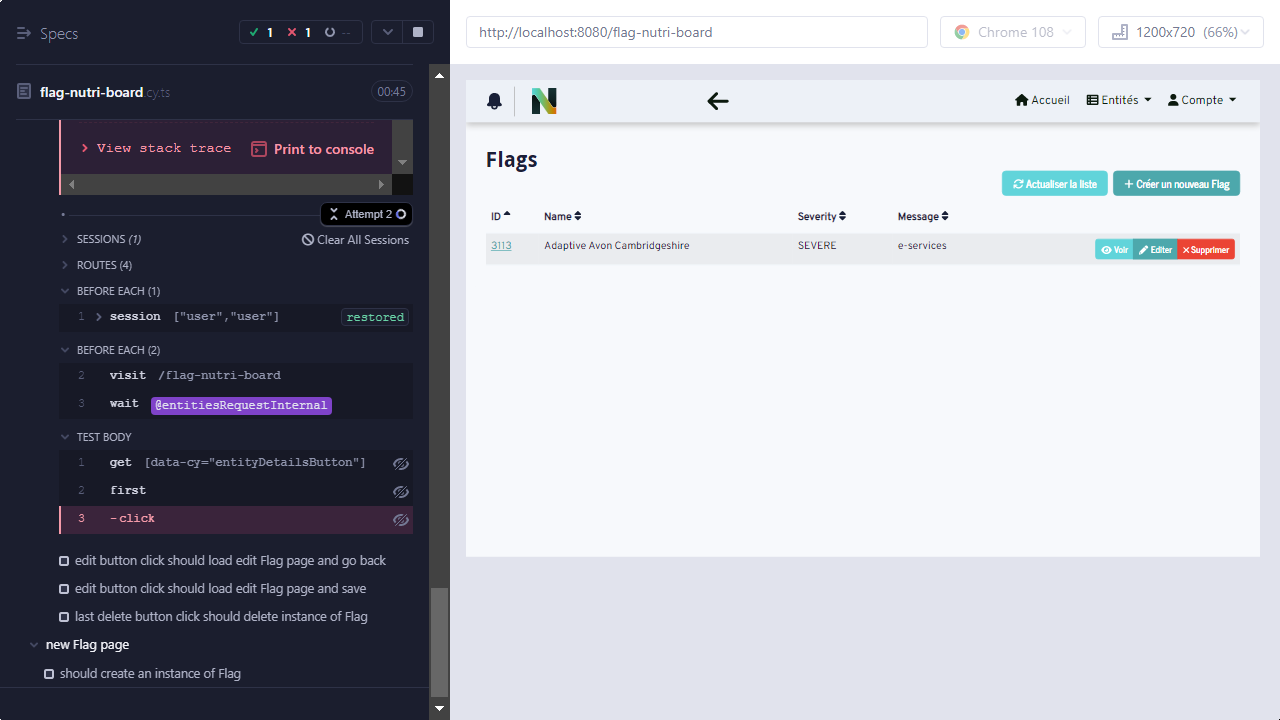 Specs
1
1
--
http://localhost:8080/flag-nutri-board
Chrome 108
1200x720 (66%)
flag-nutri-board.cy.ts
00:45
View stack trace
Print to console
Attempt 2
SESSIONS (1)
Clear All Sessions
ROUTES (4)
BEFORE EACH (1)
1 session ["user","user"] restored
BEFORE EACH (2)
2 visit /flag-nutri-board
3 wait @entitiesRequestInternal
TEST BODY
1 get [data-cy="entityDetailsButton"]
2 first
3 -click
edit button click should load edit Flag page and go back
edit button click should load edit Flag page and save
last delete button click should delete instance of Flag
new Flag page
should create an instance of Flag
N
Accueil Entités Compte
Flags
Actualiser la liste
Créer un nouveau Flag
ID Name Severity Message
3113 Adaptive Avon Cambridgeshire SEVERE e-services Voir Editer Supprimer